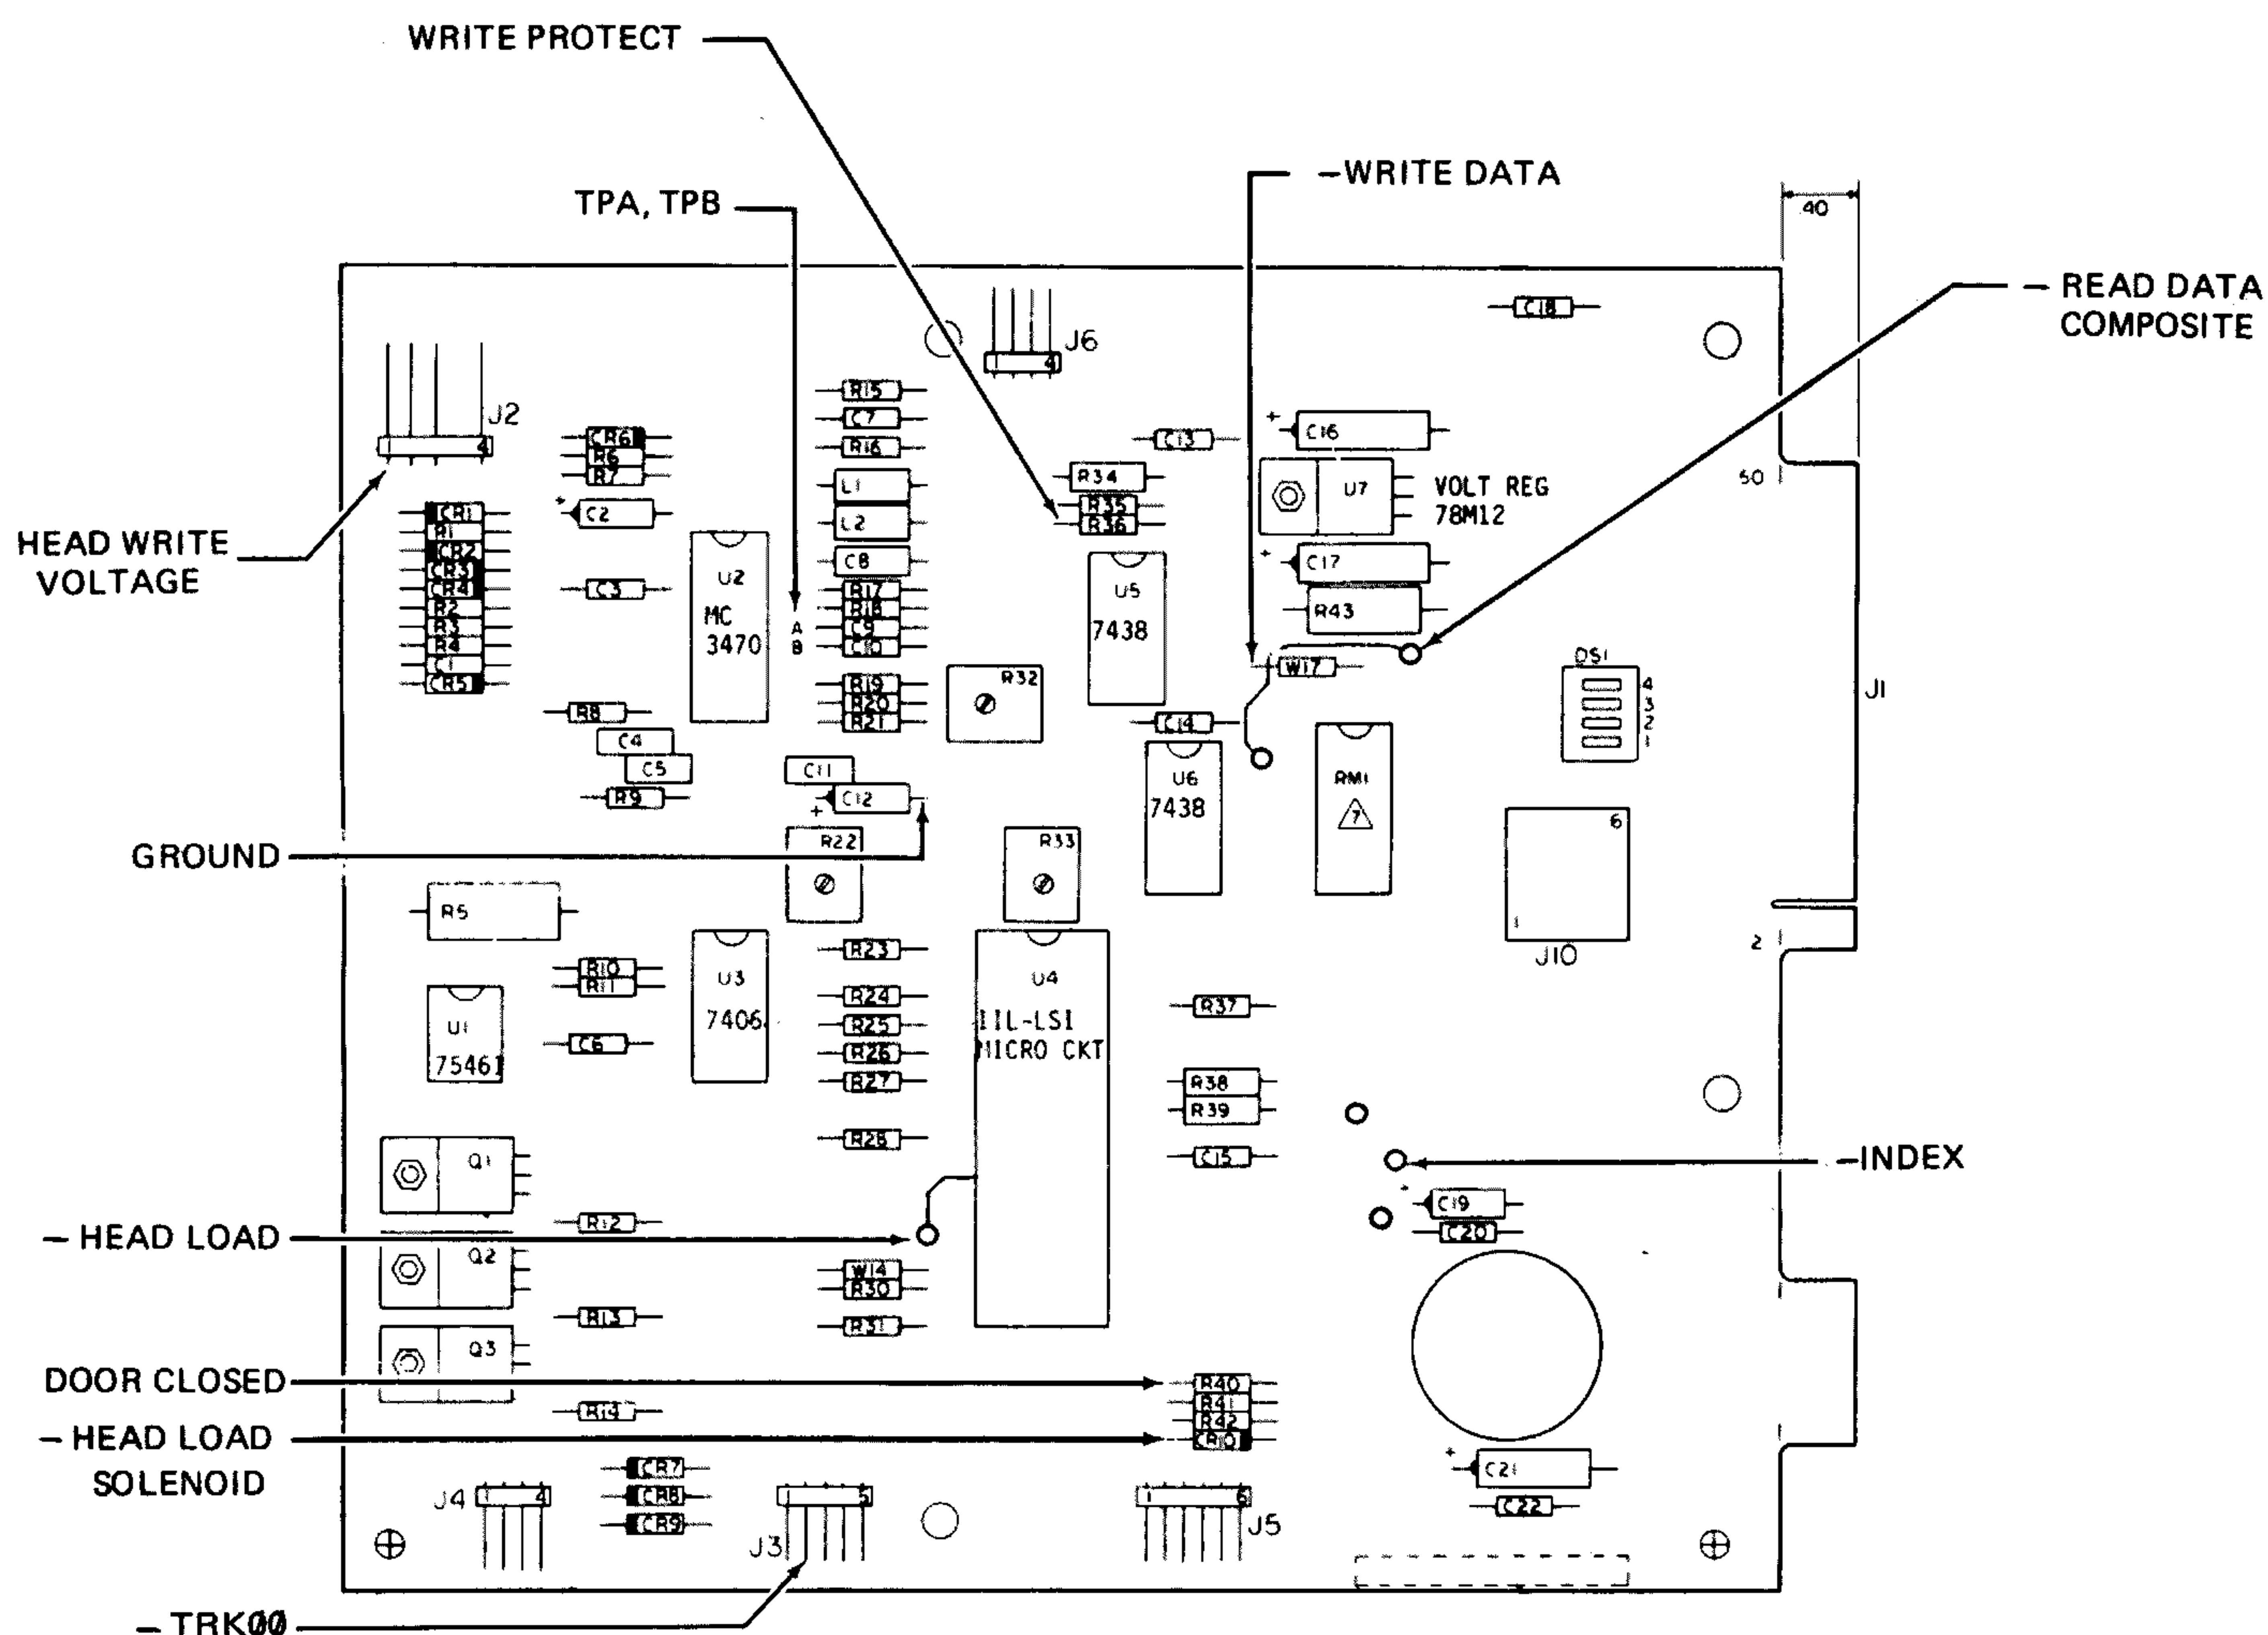 WRITE PROTECT
-WRITE DATA
TPA, TPB
40
- READ DATA
COMPOSITE
C18
J6
1 4
R15
J2
C7
+
C16
CR6
C13
1 4
R16
R6
R7
R34
50
L1
U7
VOLT REG
78M12
R35
+
C2
CR1
L2
R36
R1
HEAD WRITE
VOLTAGE
CR2
+
C17
C8
CR3
U2
CR4
C3
R17
U5
R2
MC
3470
R18
R43
R3
A
C9
7438
R4
B
C10
C1
DS1
W17
CR5
R19
R32
4
J1
R20
3
R8
R21
C14
2
C4
1
C5
C11
U6
RM1
R9
C12
7438
7
+
6
GROUND
R22
R33
R5
1
2
R23
J10
R10
U3
U4
R11
R24
R37
U1
7406
R25
IIL-LSI
MICRO CKT
C6
R26
75461
R27
R38
R39
R28
Q1
C15
-INDEX
+
C19
R12
- HEAD LOAD
C20
Q2
W14
R30
R13
R31
Q3
DOOR CLOSED
R40
R41
R14
R42
- HEAD LOAD
SOLENOID
CR10
+
CR7
C21
J4
1 4
CR8
1 5
1 6
C22
CR9
J3
J5
- TRK00